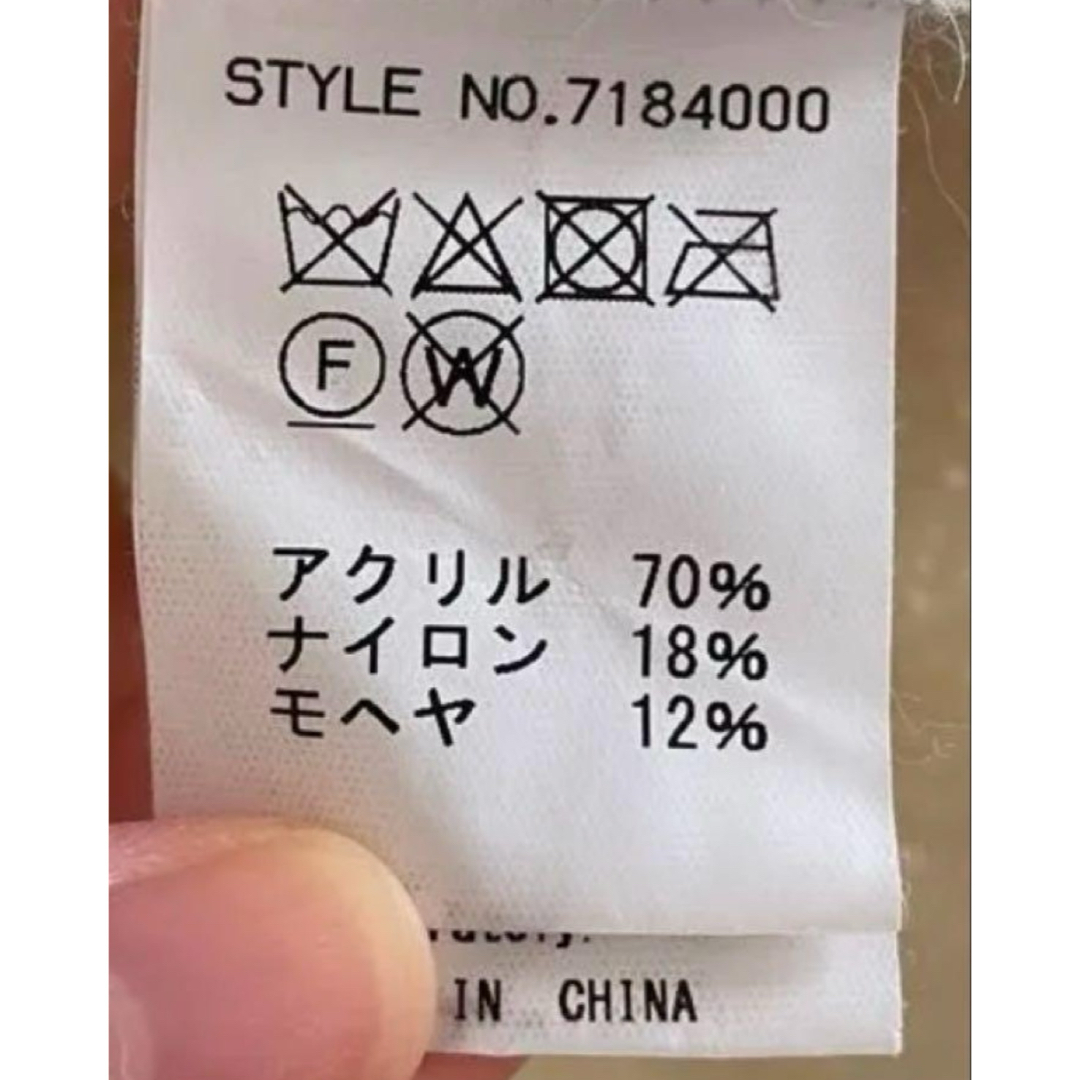 STYLE NO.7184000
F W
アクリル 70%
ナイロン 18%
モヘヤ 12%
IN CHINA